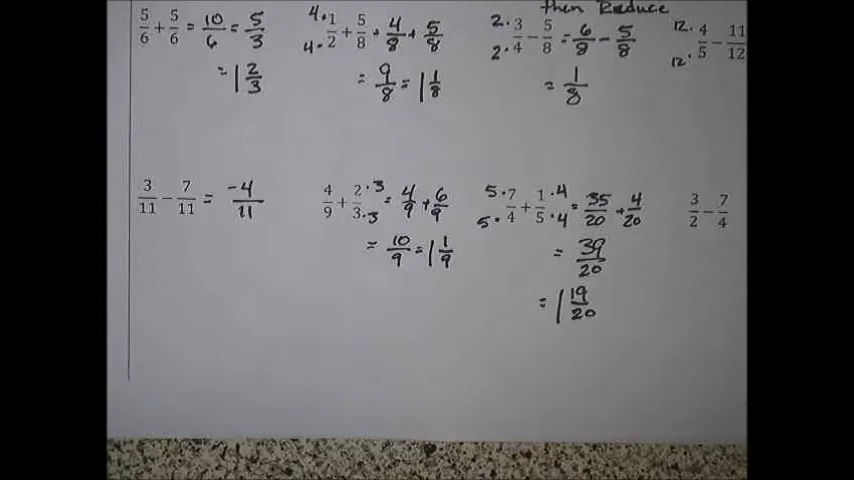 then Reduce
5/6 + 5/6 = 10/6 = 5/3
= 1 2/3
4· 1/2 4· + 5/8 · 4/8 + 5/8
= 9/8 = 1 1/8
2· 3/4 2· - 5/8 = 6/8 - 5/8
= 1/8
12· 4/5 12· - 11/12
3/11 - 7/11 = -4/11
4/9 + 2/3 ·3 ·3 = 4/9 + 6/9
= 10/9 = 1 1/9
5· 7/4 5· + 1/5 ·4 ·4 = 35/20 + 4/20
= 39/20
= 1 19/20
3/2 - 7/4